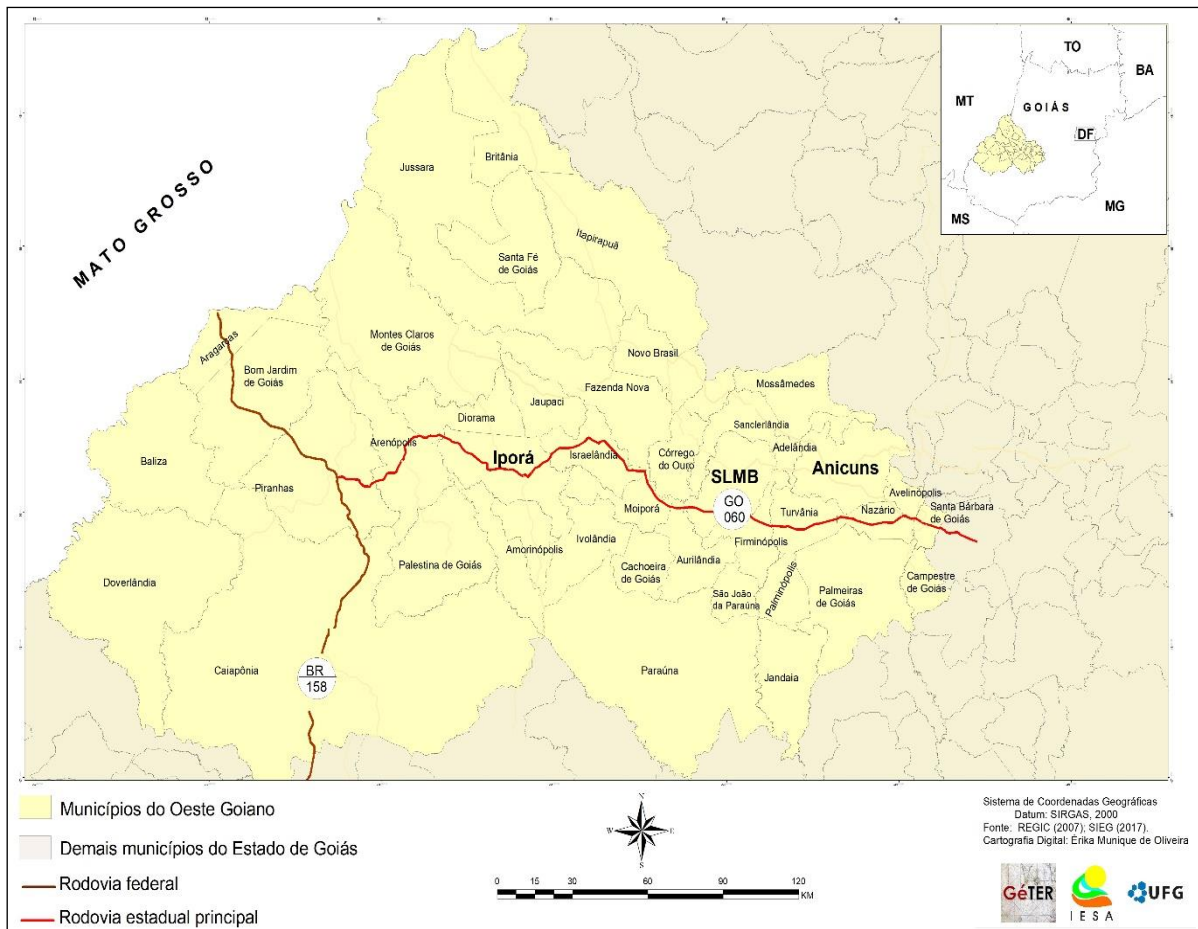 MATO GROSSO
Jussara
Britânia
Itapirapuã
Santa Fé
de Goiás
Montes Claros
de Goiás
Novo Brasil
Aragarças
Bom Jardim
de Goiás
Fazenda Nova
Mossâmedes
Jaupaci
Diorama
Sanclerlândia
Arenópolis
Adelândia
Iporá
Israelândia
Córrego
do Ouro
SLMB
Anicuns
Baliza
Piranhas
GO
060
Avelinópolis
Moiporá
Turvânia
Nazário
Santa Bárbara
de Goiás
Ivolândia
Firminópolis
Amorinópolis
Aurilândia
Palestina de Goiás
Cachoeira
de Goiás
Doverlândia
Palminópolis
Campestre
de Goiás
São João
da Paraúna
Palmeiras
de Goiás
Caiapônia
BR
158
Paraúna
Jandaia
TO
BA
MT
GOIÁS
DF
MG
MS
Municípios do Oeste Goiano
Demais municípios do Estado de Goiás
Rodovia federal
Rodovia estadual principal
N
W
E
S
0 15 30 60 90 120
KM
Sistema de Coordenadas Geográficas
Datum: SIRGAS, 2000
Fonte: REGIC (2007); SIEG (2017).
Cartografia Digital: Érika Munique de Oliveira
GéTER
IESA
UFG